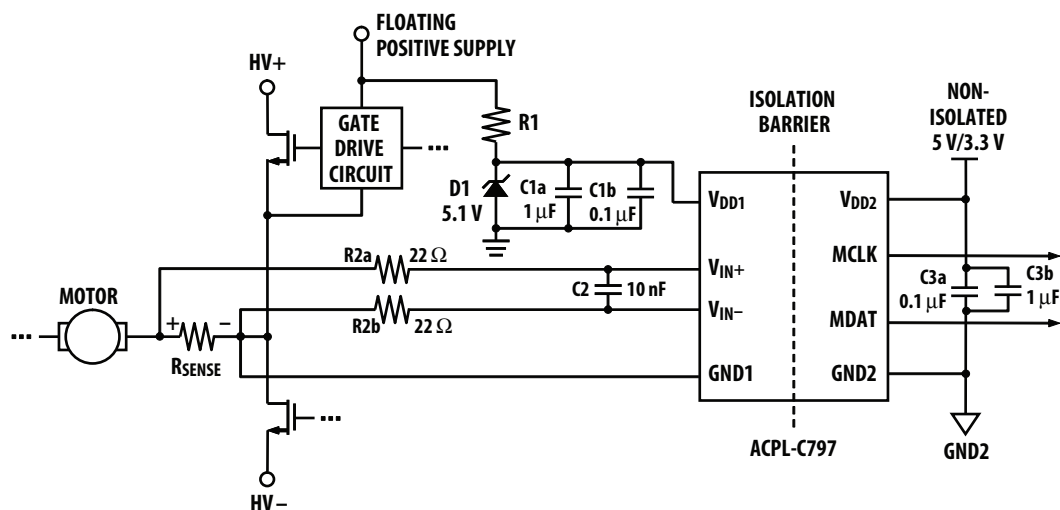 FLOATING
POSITIVE SUPPLY
HV+
GATE
DRIVE
CIRCUIT
R1
ISOLATION
BARRIER
NON-
ISOLATED
5 V/3.3 V
D1
5.1 V
C1a
1 μF
C1b
0.1 μF
VDD1
VDD2
R2a
22 Ω
VIN+
MCLK
C2
10 nF
C3a
0.1 μF
C3b
1 μF
MOTOR
+
–
RSENSE
R2b
22 Ω
VIN–
MDAT
GND1
GND2
HV–
ACPL-C797
GND2